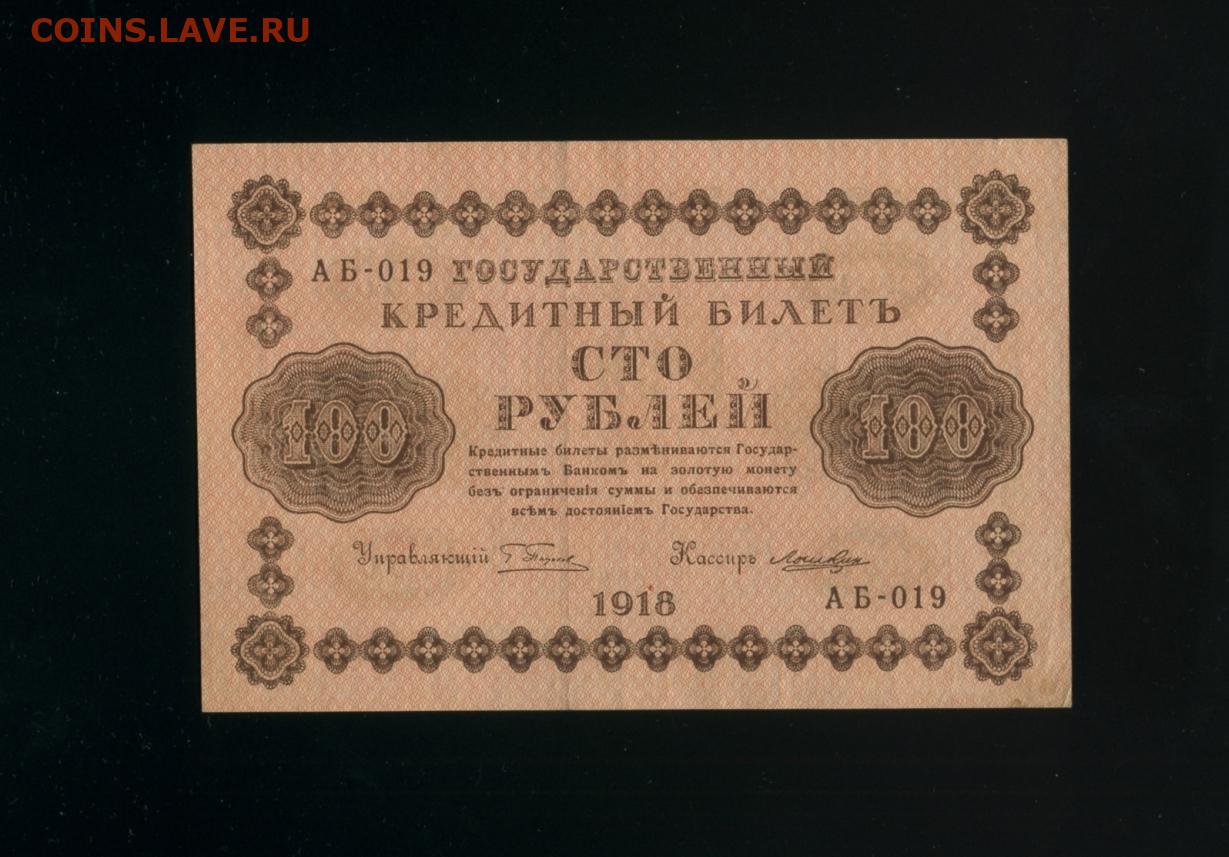 COINS.LAVE.RU
АБ-019 ГОСУДАРСТВЕННЫЙ
КРЕДИТНЫЙ БИЛЕТЪ
СТО
РУБЛЕЙ
100
100
Кредитные билеты размѣниваются Государ-
ственнымъ Банкомъ на золотую монету
безъ ограниченія суммы и обезпечиваются
всѣмъ достояніемъ Государства.
Управляющій
Кассиръ
1918
АБ-019